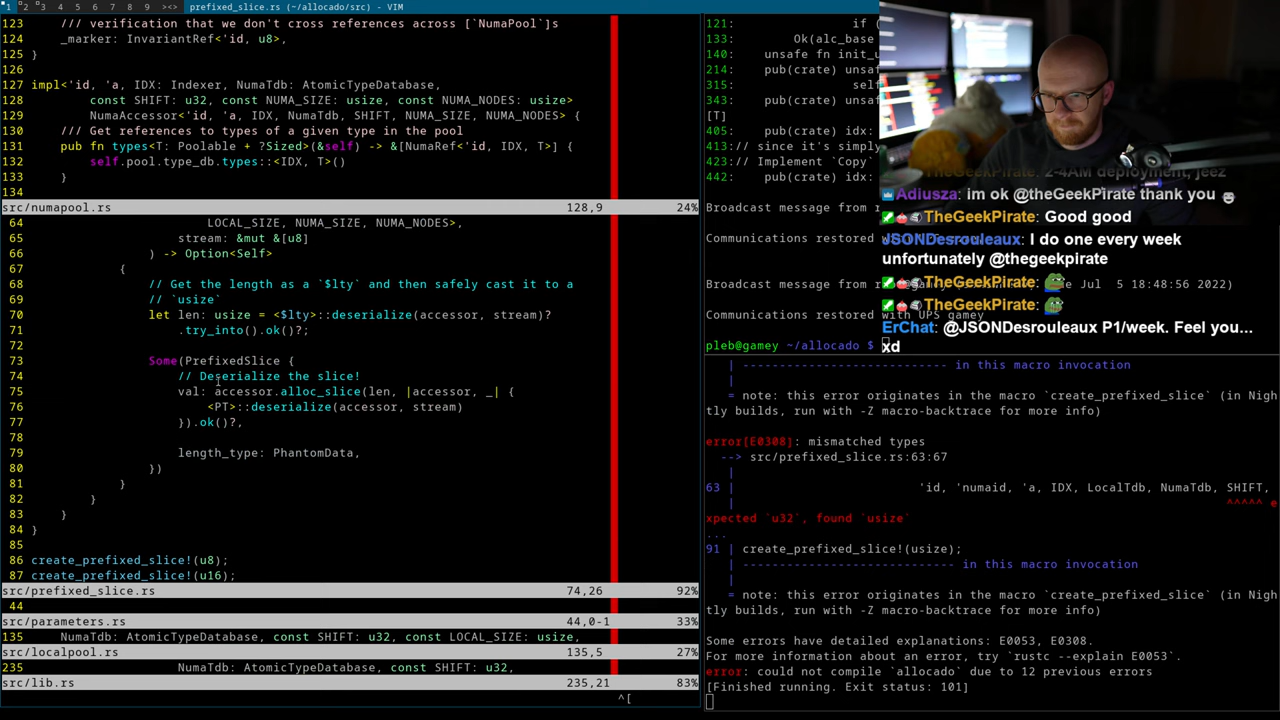 1 2 3 4 5 6 7 8 9 ><> prefixed_slice.rs (~/allocado/src) - VIM
123     /// verification that we don't cross references across [`NumaPool`]s
124     _marker: InvariantRef<'id, u8>,
125 }
126
127 impl<'id, 'a, IDX: Indexer, NumaTdb: AtomicTypeDatabase,
128         const SHIFT: u32, const NUMA_SIZE: usize, const NUMA_NODES: usize>
129         NumaAccessor<'id, 'a, IDX, NumaTdb, SHIFT, NUMA_SIZE, NUMA_NODES> {
130     /// Get references to types of a given type in the pool
131     pub fn types<T: Poolable + ?Sized>(&self) -> &[NumaRef<'id, IDX, T>] {
132         self.pool.type_db.types::<IDX, T>()
133     }
134
src/numapool.rs 128,9 24%
64                         LOCAL_SIZE, NUMA_SIZE, NUMA_NODES>,
65                     stream: &mut &[u8]
66                 ) -> Option<Self>
67             {
68                 // Get the length as a `$lty` and then safely cast it to a
69                 // `usize`
70                 let len: usize = <$lty>::deserialize(accessor, stream)?
71                     .try_into().ok()?;
72
73                 Some(PrefixedSlice {
74                     // Deserialize the slice!
75                     val: accessor.alloc_slice(len, |accessor, _| {
76                         <PT>::deserialize(accessor, stream)
77                     }).ok()?,
78
79                     length_type: PhantomData,
80                 })
81             }
82         }
83     }
84 }
85
86 create_prefixed_slice!(u8);
87 create_prefixed_slice!(u16);
src/prefixed_slice.rs 74,26 92%
44
src/parameters.rs 44,0-1 33%
135     NumaTdb: AtomicTypeDatabase, const SHIFT: u32, const LOCAL_SIZE: usize,
src/localpool.rs 135,5 27%
235                     NumaTdb: AtomicTypeDatabase, const SHIFT: u32,
src/lib.rs 235,21 83%
^[
121: if (
133: Ok(alc_base
140: unsafe fn init_u
214: pub(crate) unsaf
315: self
343: pub(crate) unsaf
[T]
405: pub(crate) idx:
413: // since it's simply
423: // Implement `Copy`
442: pub(crate) idx:
Broadcast message from r
Communications restored w
Broadcast message from r
Jul  5 18:48:56 2022)
Communications restored with UPS gamey
pleb@gamey ~/allocado $
2-4AM deployment, jeez
Adiusza: im ok @theGeekPirate thank you
TheGeekPirate: Good good
JSONDesrouleaux: I do one every week
unfortunately @thegeekpirate
TheGeekPirate:
TheGeekPirate:
ErChat: @JSONDesrouleaux P1/week. Feel you...
xd
| --------------------------- in this macro invocation
|
= note: this error originates in the macro `create_prefixed_slice` (in Nigh
tly builds, run with -Z macro-backtrace for more info)
error[E0308]: mismatched types
--> src/prefixed_slice.rs:63:67
|
63 | 'id, 'numaid, 'a, IDX, LocalTdb, NumaTdb, SHIFT,
| ^^^^^ e
xpected `u32`, found `usize`
...
91 | create_prefixed_slice!(usize);
| ---------------------------- in this macro invocation
|
= note: this error originates in the macro `create_prefixed_slice` (in Nigh
tly builds, run with -Z macro-backtrace for more info)
Some errors have detailed explanations: E0053, E0308.
For more information about an error, try `rustc --explain E0053`.
error: could not compile `allocado` due to 12 previous errors
[Finished running. Exit status: 101]